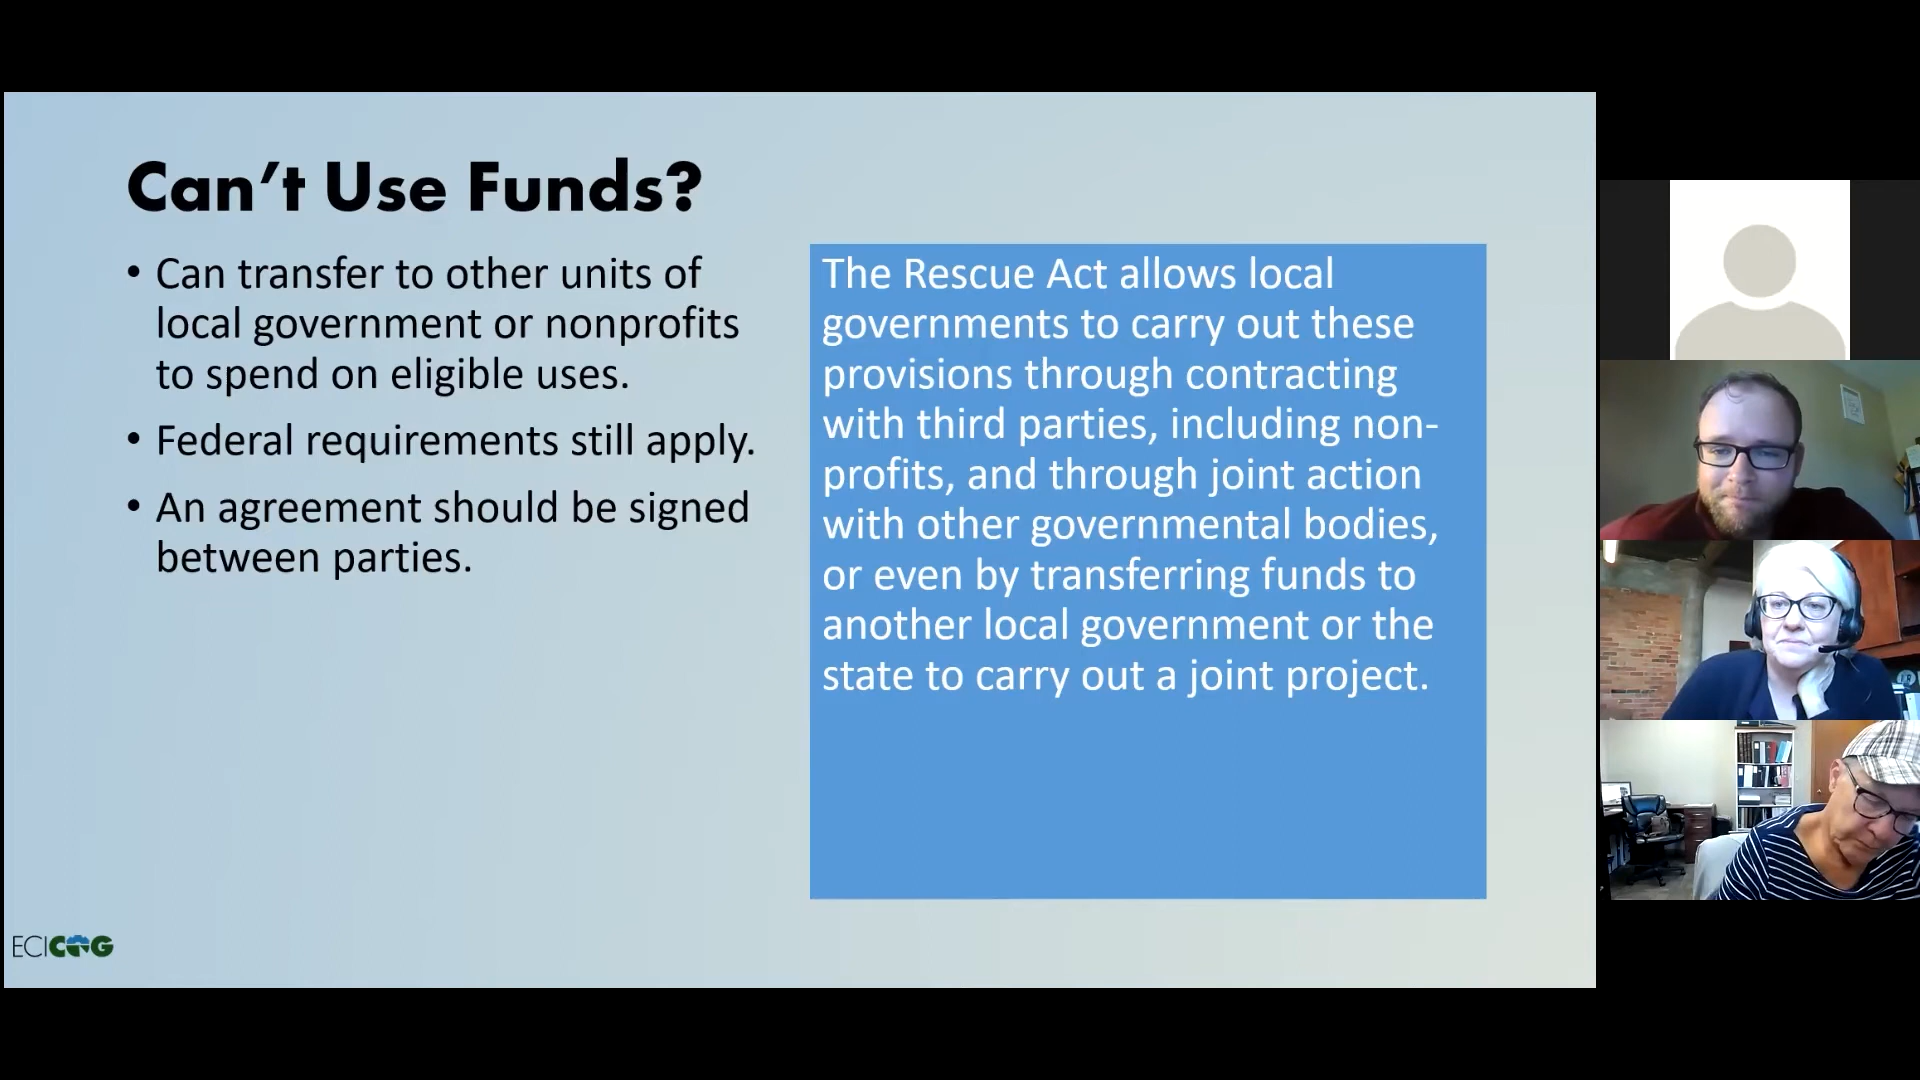 Can't Use Funds?
• Can transfer to other units of
local government or nonprofits
to spend on eligible uses.
• Federal requirements still apply.
• An agreement should be signed
between parties.
The Rescue Act allows local
governments to carry out these
provisions through contracting
with third parties, including non-
profits, and through joint action
with other governmental bodies,
or even by transferring funds to
another local government or the
state to carry out a joint project.
ECICOG